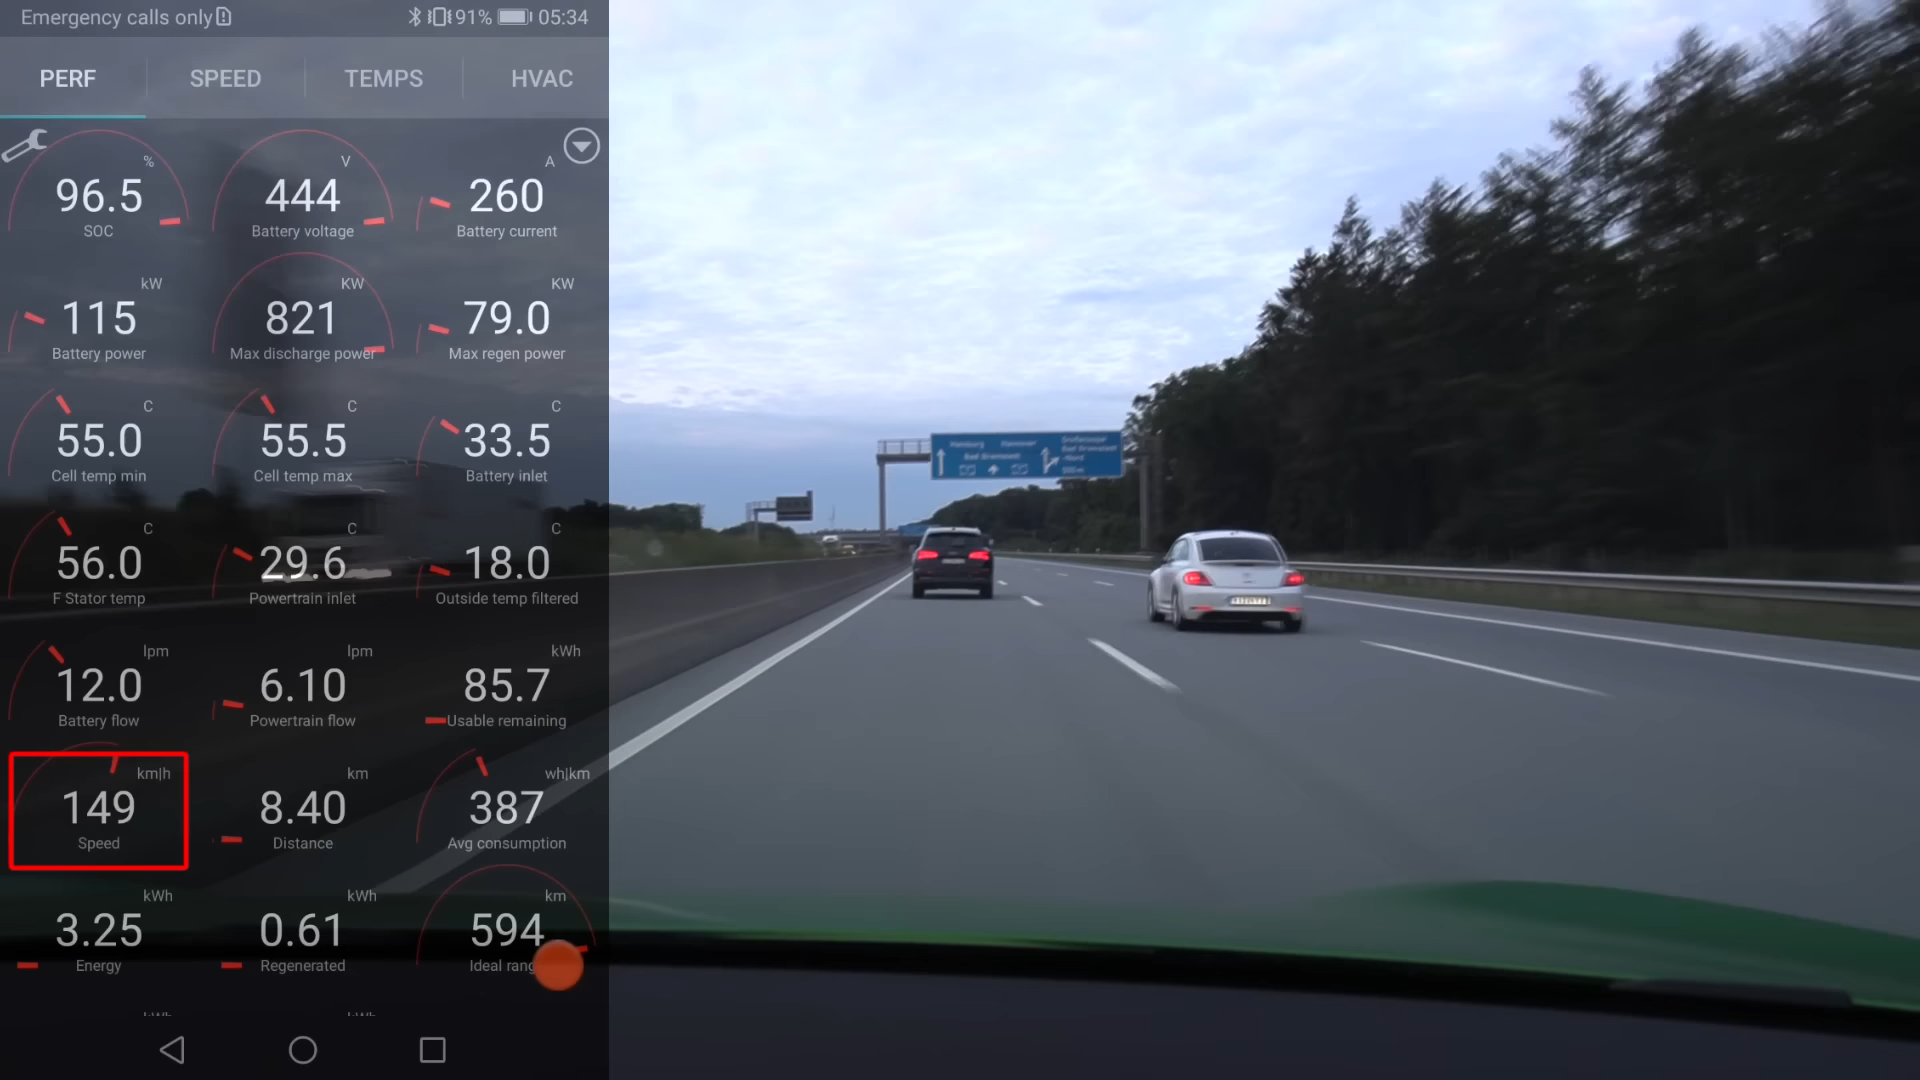 Emergency calls only 91% 05:34
PERF SPEED TEMPS HVAC
% V A
96.5 444 260
SOC Battery voltage Battery current
kW KW KW
115 821 79.0
Battery power Max discharge power Max regen power
C C C
55.0 55.5 33.5
Cell temp min Cell temp max Battery inlet
C C C
56.0 29.6 18.0
F Stator temp Powertrain inlet Outside temp filtered
lpm lpm kWh
12.0 6.10 85.7
Battery flow Powertrain flow Usable remaining
km|h km wh|km
149 8.40 387
Speed Distance Avg consumption
kWh kWh km
3.25 0.61 594
Energy Regenerated Ideal
Hamburg Hannover
Bad Bramstedt